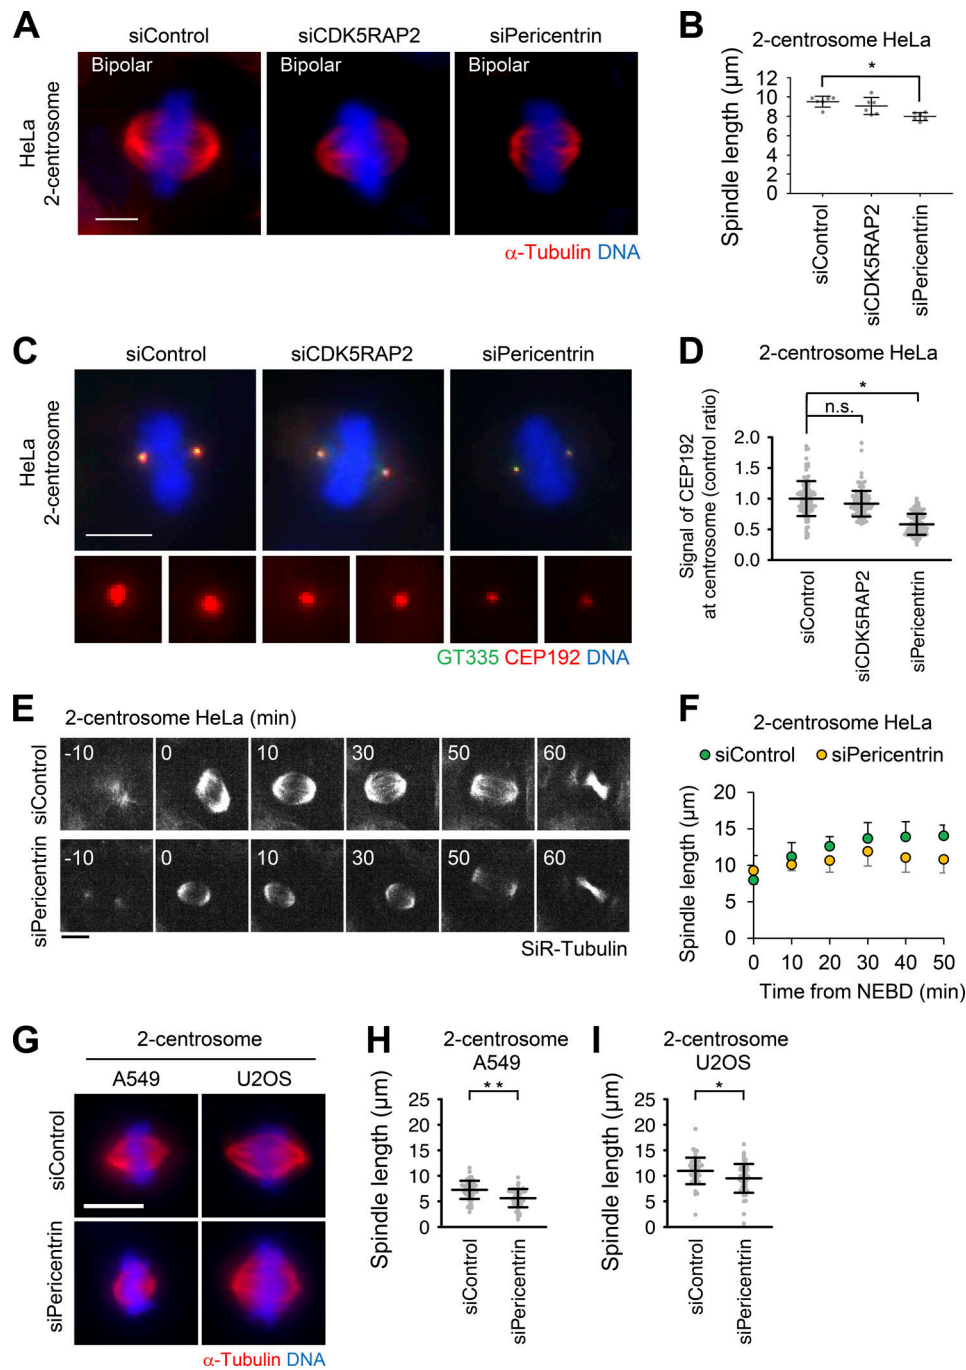 A
siControl siCDK5RAP2 siPericentrin
HeLa
2-centrosome
Bipolar Bipolar Bipolar
α-Tubulin DNA
B
2-centrosome HeLa
*
Spindle length (µm)
12
10
8
6
4
2
0
siControl
siCDK5RAP2
siPericentrin
C
siControl siCDK5RAP2 siPericentrin
HeLa
2-centrosome
GT335 CEP192 DNA
D
2-centrosome HeLa
*
n.s.
Signal of CEP192
at centrosome (control ratio)
2.0
1.5
1.0
0.5
0.0
siControl
siCDK5RAP2
siPericentrin
E
2-centrosome HeLa (min)
siControl
-10 0 10 30 50 60
siPericentrin
-10 0 10 30 50 60
SiR-Tubulin
F
2-centrosome HeLa
siControl siPericentrin
Spindle length (µm)
20
15
10
5
0
0 10 20 30 40 50
Time from NEBD (min)
G
2-centrosome
A549 U2OS
siControl
siPericentrin
α-Tubulin DNA
H
2-centrosome
A549
**
Spindle length (µm)
25
20
15
10
5
0
siControl
siPericentrin
I
2-centrosome
U2OS
*
Spindle length (µm)
25
20
15
10
5
0
siControl
siPericentrin